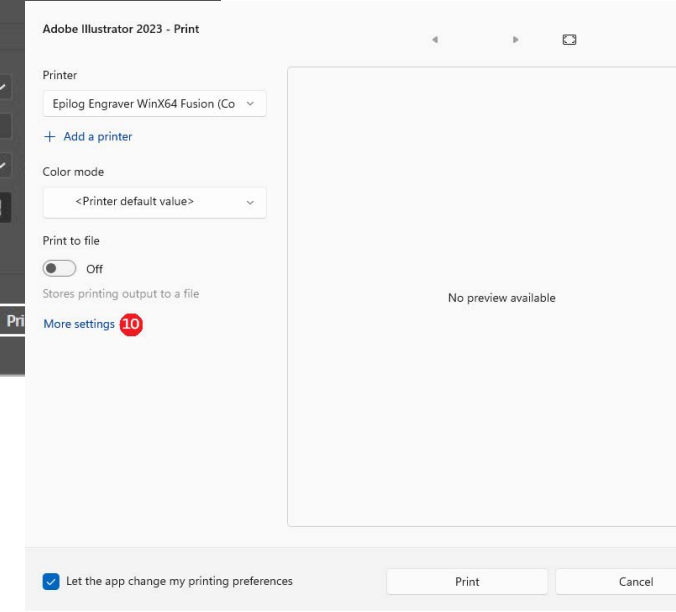 Adobe Illustrator 2023 - Print
Printer
Epilog Engraver WinX64 Fusion (Co
+ Add a printer
Color mode
<Printer default value>
Print to file
Off
Stores printing output to a file
More settings 10
Pri
No preview available
Let the app change my printing preferences
Print
Cancel